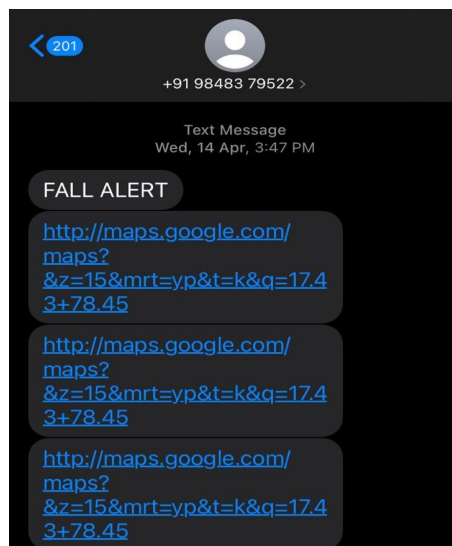 201
+91 98483 79522 >
Text Message
Wed, 14 Apr, 3:47 PM
FALL ALERT
http://maps.google.com/
maps?
&z=15&mrt=yp&t=k&q=17.4
3+78.45
http://maps.google.com/
maps?
&z=15&mrt=yp&t=k&q=17.4
3+78.45
http://maps.google.com/
maps?
&z=15&mrt=yp&t=k&q=17.4
3+78.45